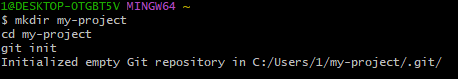 1@DESKTOP-OTGBT5V MINGW64 ~
$ mkdir my-project
cd my-project
git init
Initialized empty Git repository in C:/Users/1/my-project/.git/